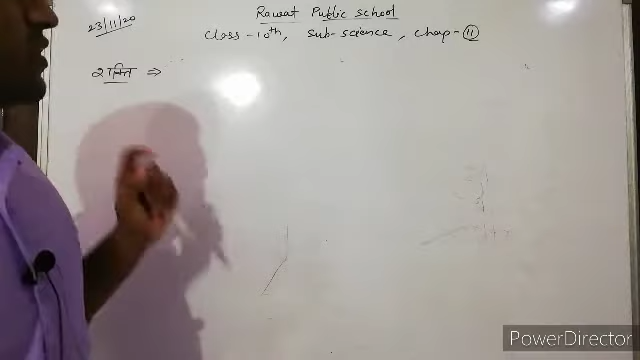 23/11/20
Rawat Public school
class - 10th, sub - science, chap - 11
शक्ति ⇒
PowerDirector